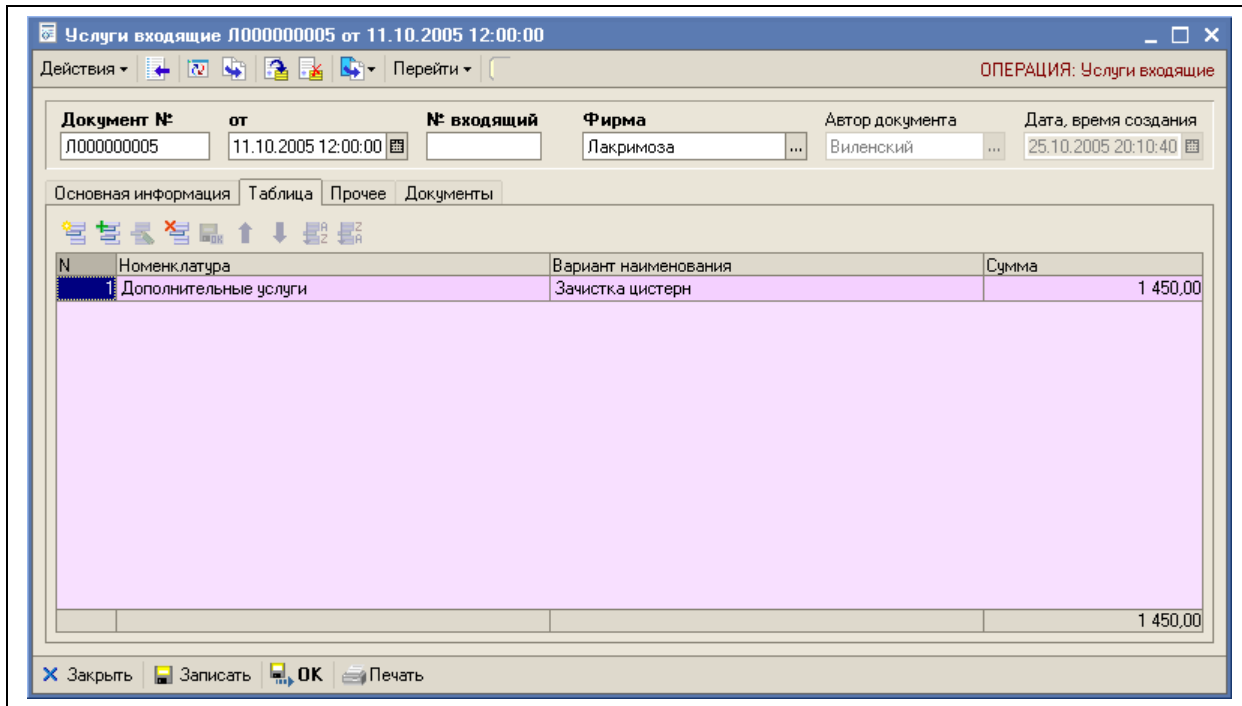 Услуги входящие Л000000005 от 11.10.2005 12:00:00
Действия Перейти ОПЕРАЦИЯ: Услуги входящие
Документ № от № входящий Фирма Автор документа Дата, время создания
Л000000005 11.10.2005 12:00:00 Лакримоза ... Виленский ... 25.10.2005 20:10:40
Основная информация Таблица Прочее Документы
N Номенклатура Вариант наименования Сумма
1 Дополнительные услуги Зачистка цистерн 1 450,00
1 450,00
Закрыть Записать OK Печать